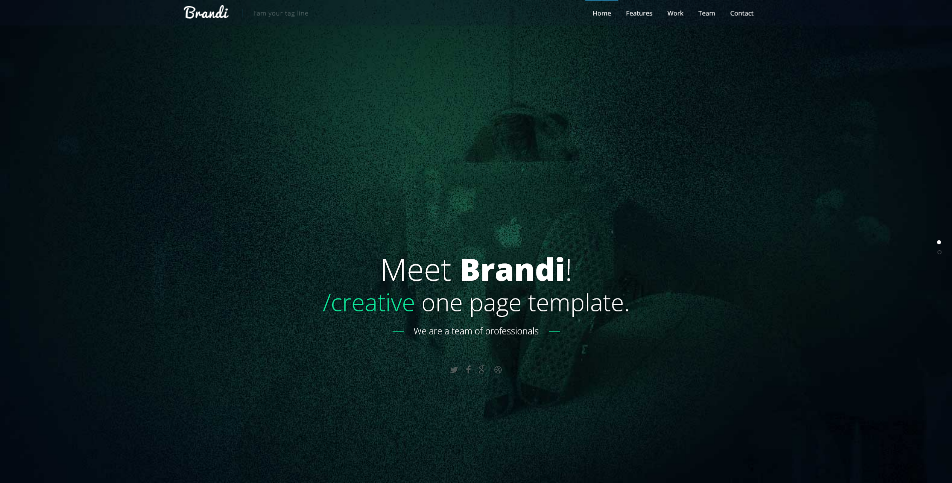 Brandi
I am your tag line
Home Features Work Team Contact
Meet Brandi!
/creative one page template.
We are a team of professionals